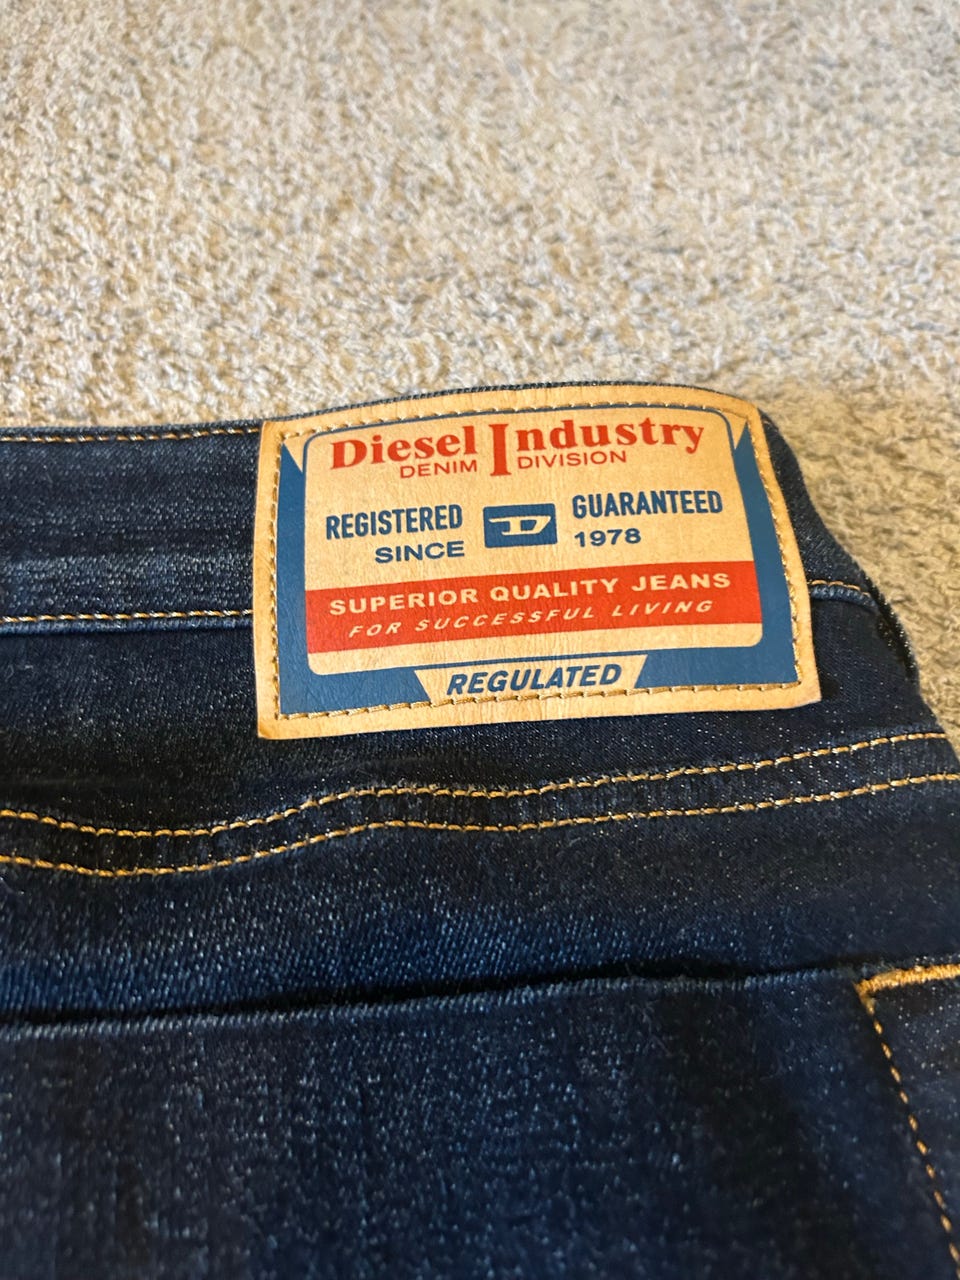 Diesel Industry
DENIM DIVISION
REGISTERED D GUARANTEED
SINCE 1978
SUPERIOR QUALITY JEANS
FOR SUCCESSFUL LIVING
REGULATED